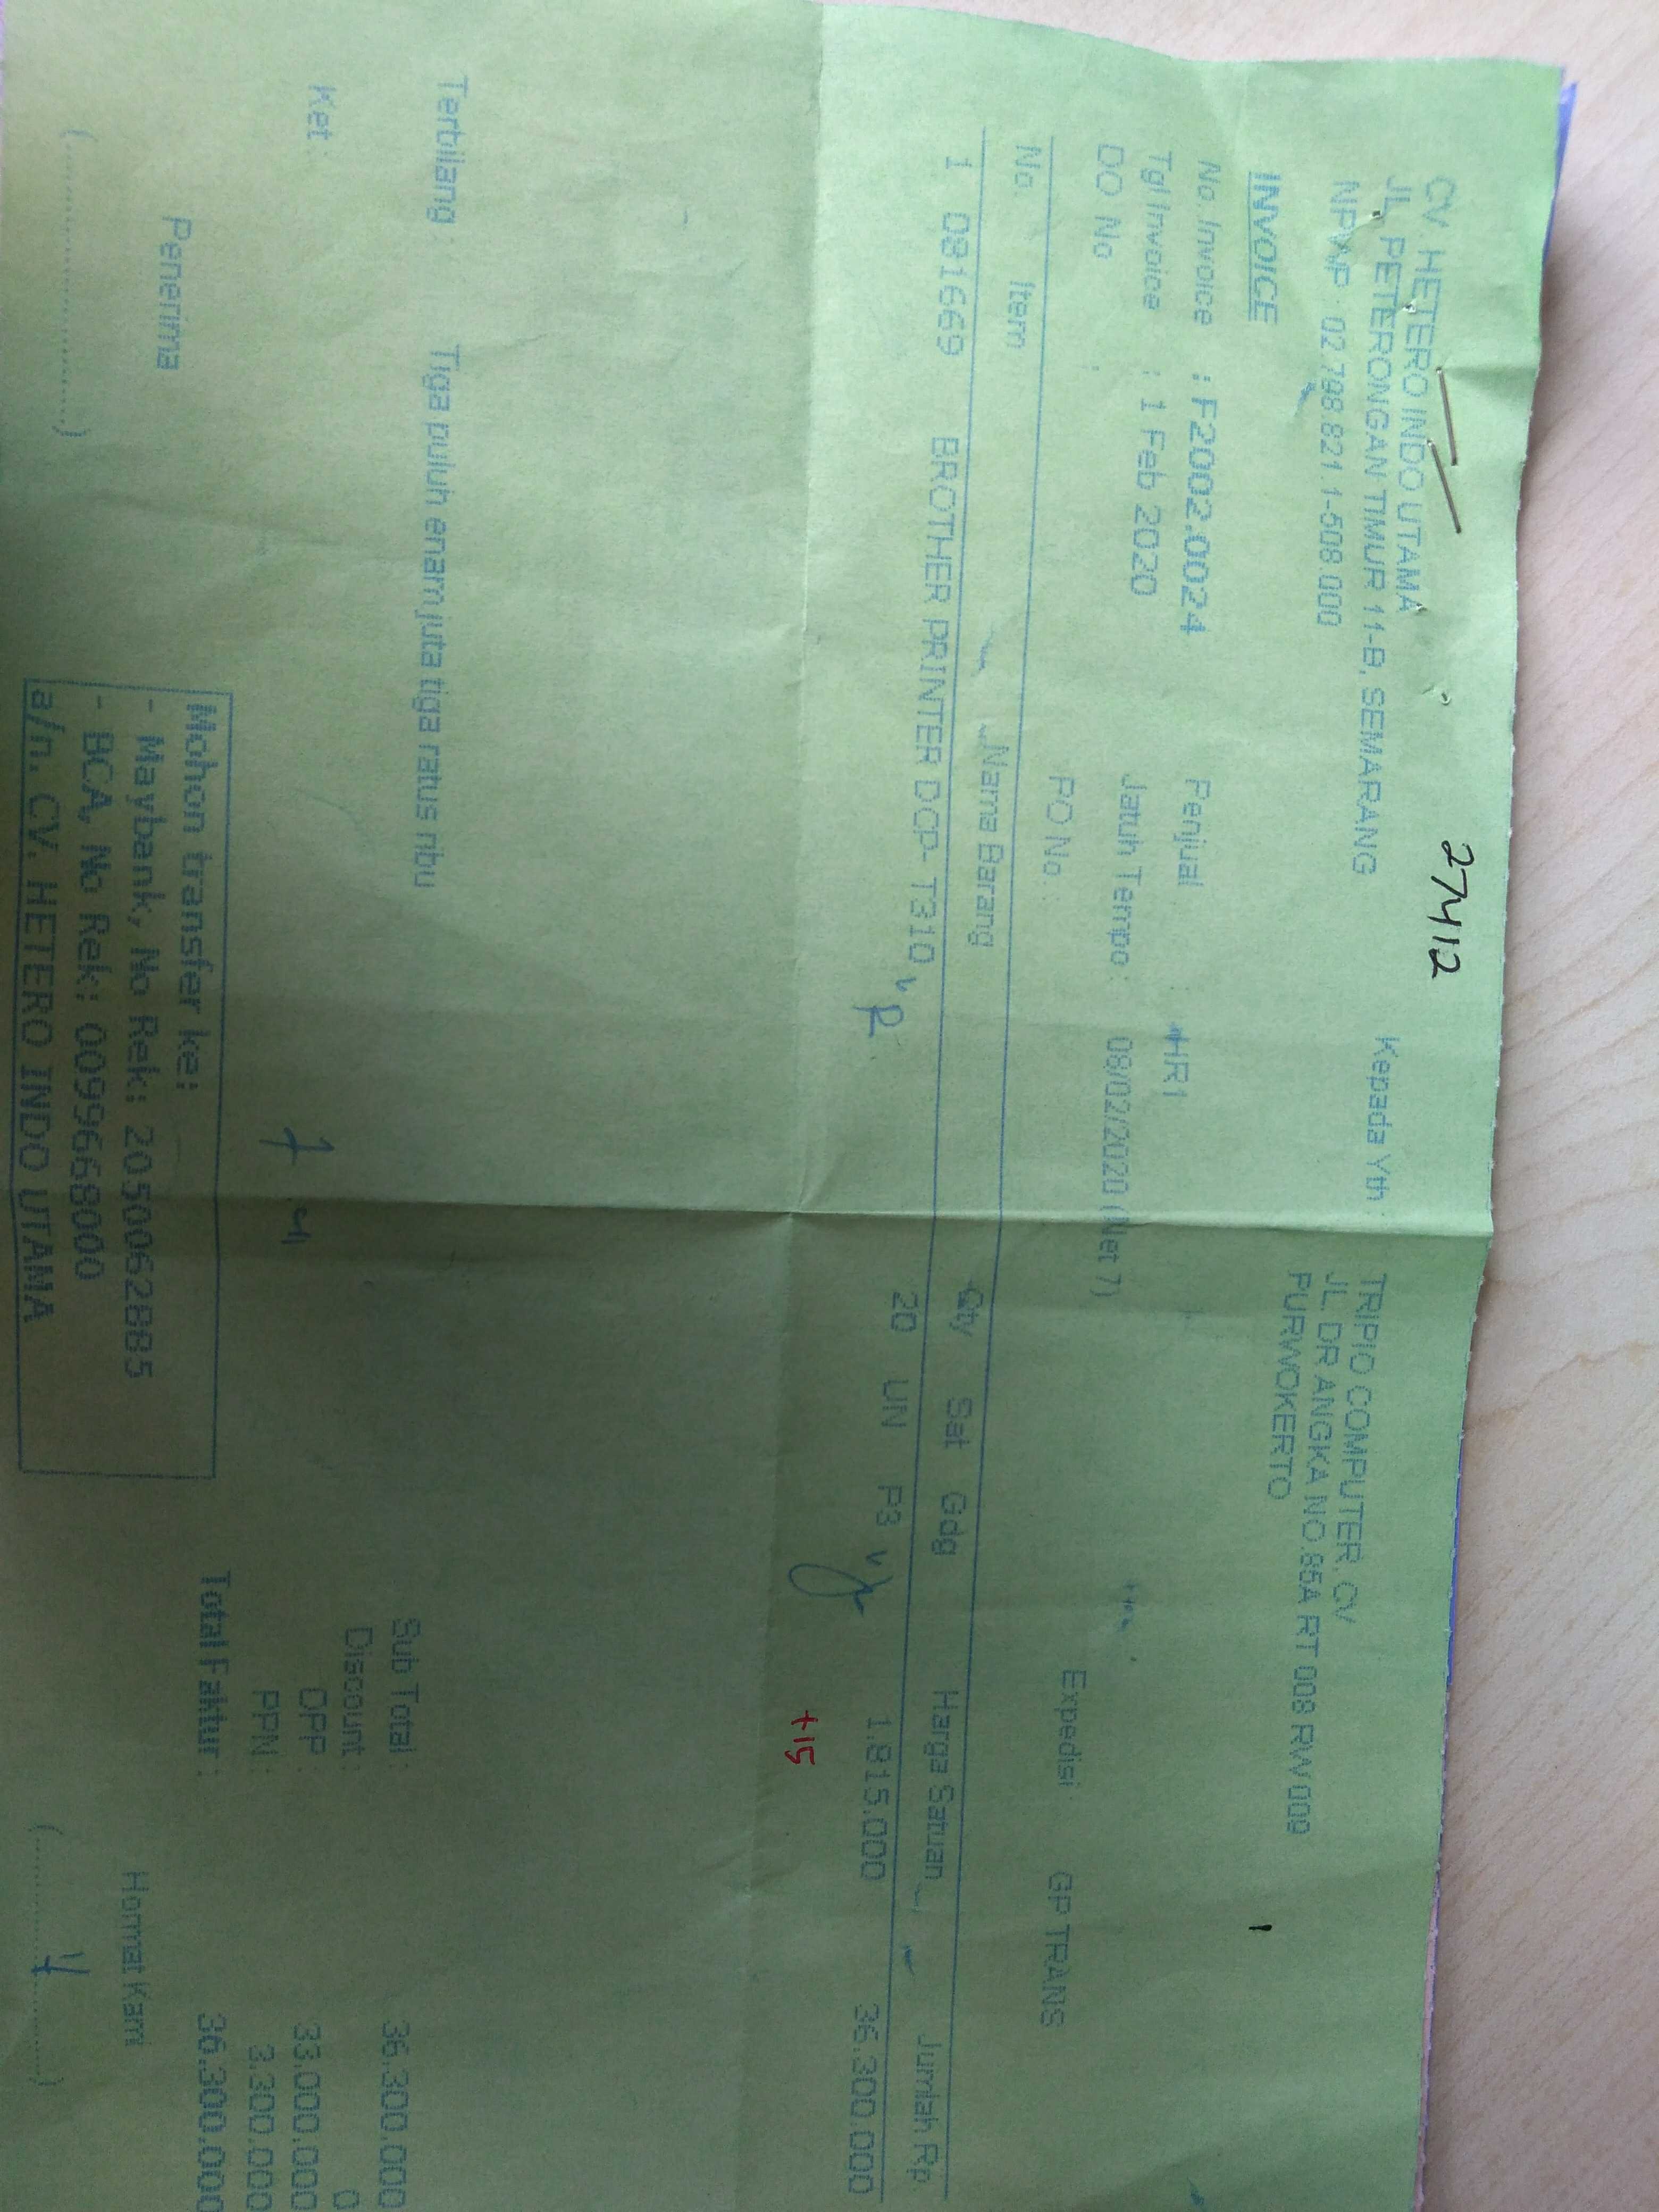 27412
CV. HETERO INDO UTAMA
JL. PETERONGAN TIMUR 11-B, SEMARANG
NPWP : 02.798.821.1-508.000
Kepada Yth :
TRIPIO COMPUTER, CV
JL. DR ANGKA NO.85A RT 008 RW 009
PURWOKERTO
INVOICE
No. Invoice : F2002.0024 Penjual : HR1
Tgl Invoice : 1 Feb 2020 Jatuh Tempo : 08/02/2020 (Net 7)
DO No PO No. Expedisi : GP TRANS
No. Item Nama Barang Qty Sat Gdg Harga Satuan Jumlah Rp
1 081669 BROTHER PRINTER DCP- T310 20 UN P3 1.815.000 36.300.000
+15
Terbilang : Tiga puluh enam juta tiga ratus ribu
Sub Total : 36.300.000
Discount : 0
Ket :
DPP : 33.000.000
PPN : 3.300.000
Total Faktur : 36.300.000
Penerima
Hormat Kami
Mohon transfer ke:
- Maybank, No Rek: 2050062885
- BCA, No Rek: 0099668000
a/n. CV. HETERO INDO UTAMA
(....................)
(....................)